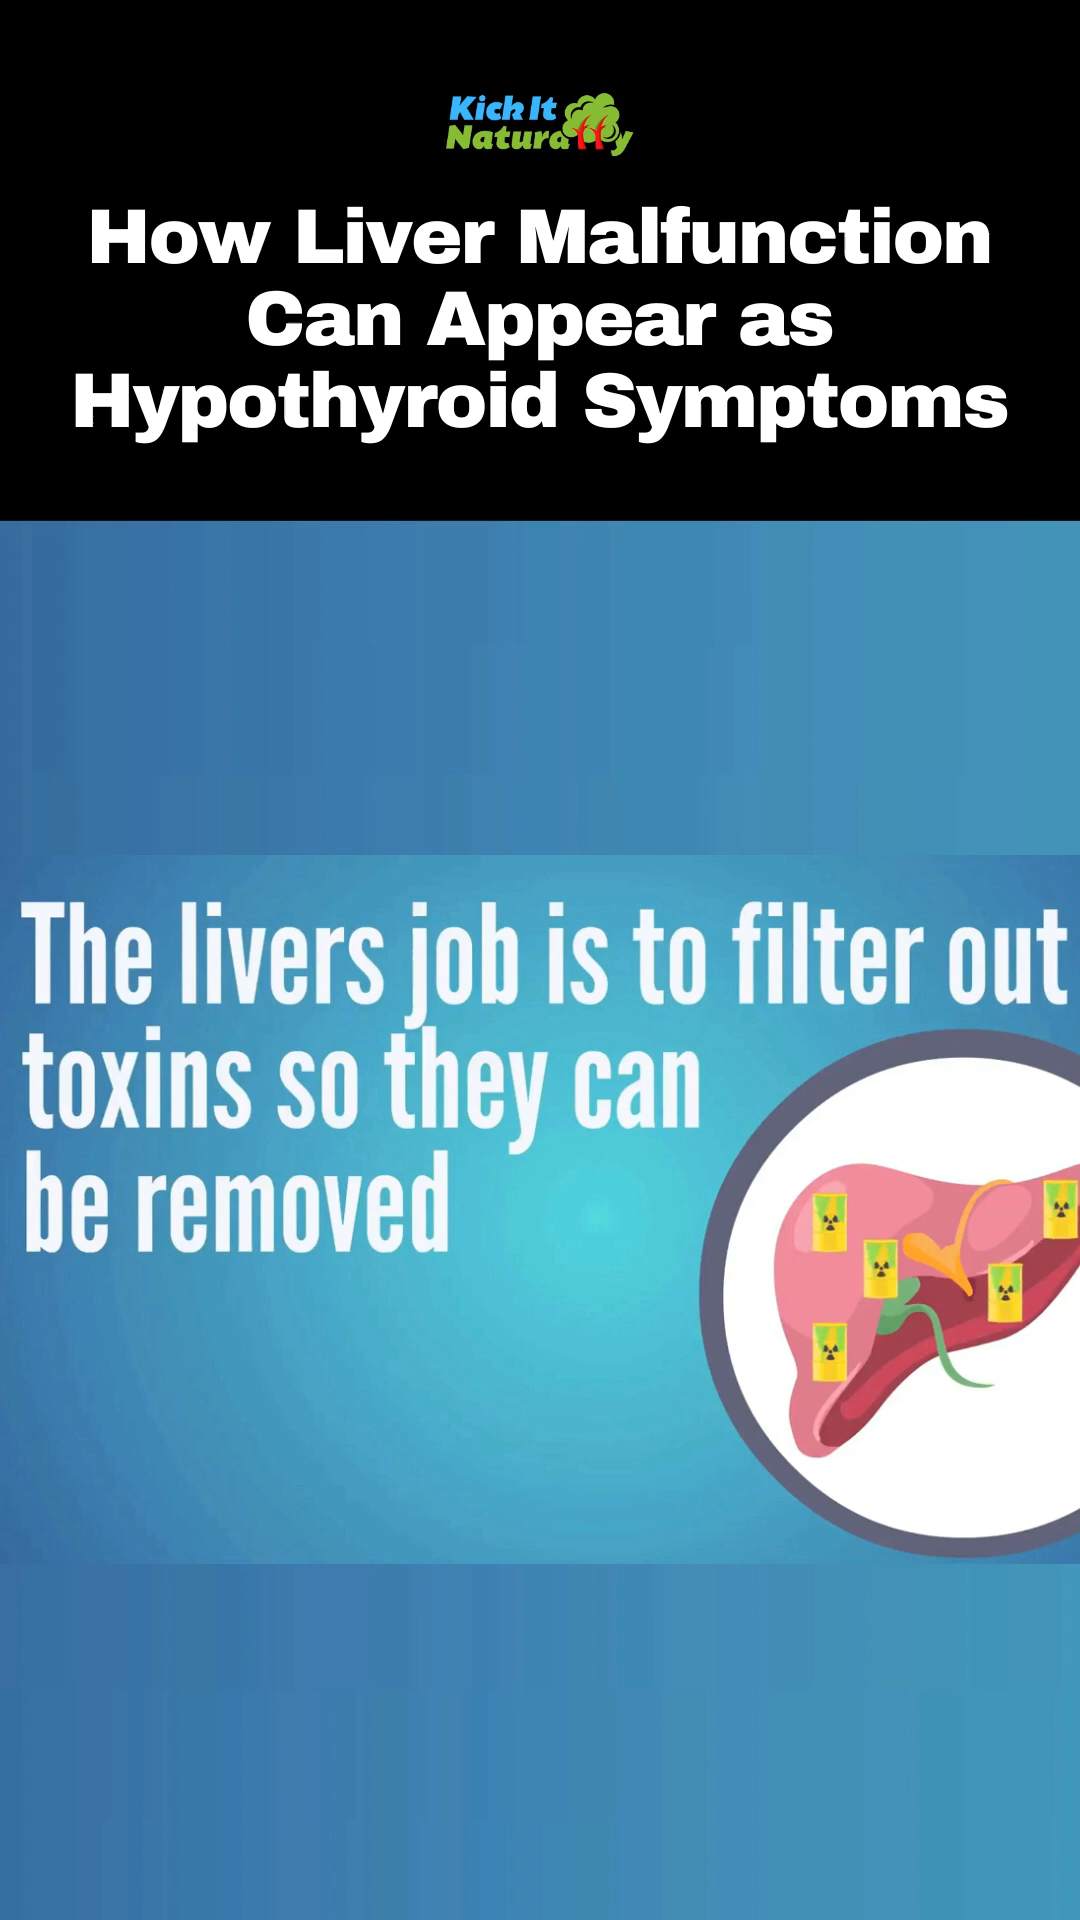 Kick It
Naturally
How Liver Malfunction
Can Appear as
Hypothyroid Symptoms
The livers job is to filter out
toxins so they can
be removed